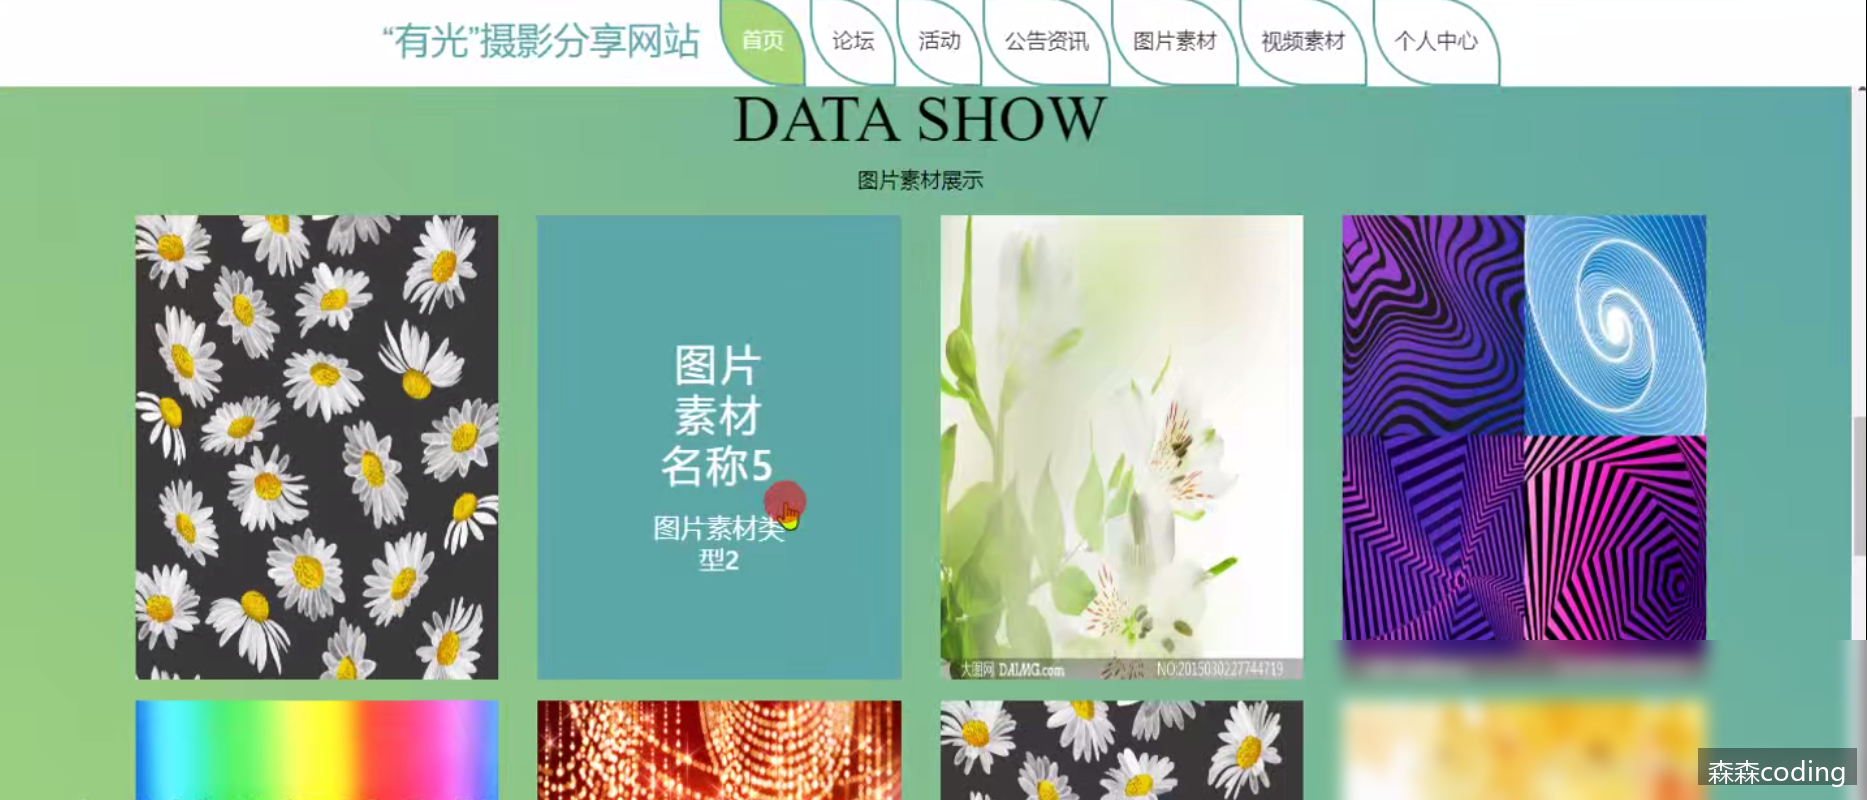 “有光”摄影分享网站
首页
论坛
活动
公告资讯
图片素材
视频素材
个人中心
DATA SHOW
图片素材展示
图片
素材
名称5
图片素材类
型2
大图网 DAIMG.com
NO:20150302277447​19
森森coding